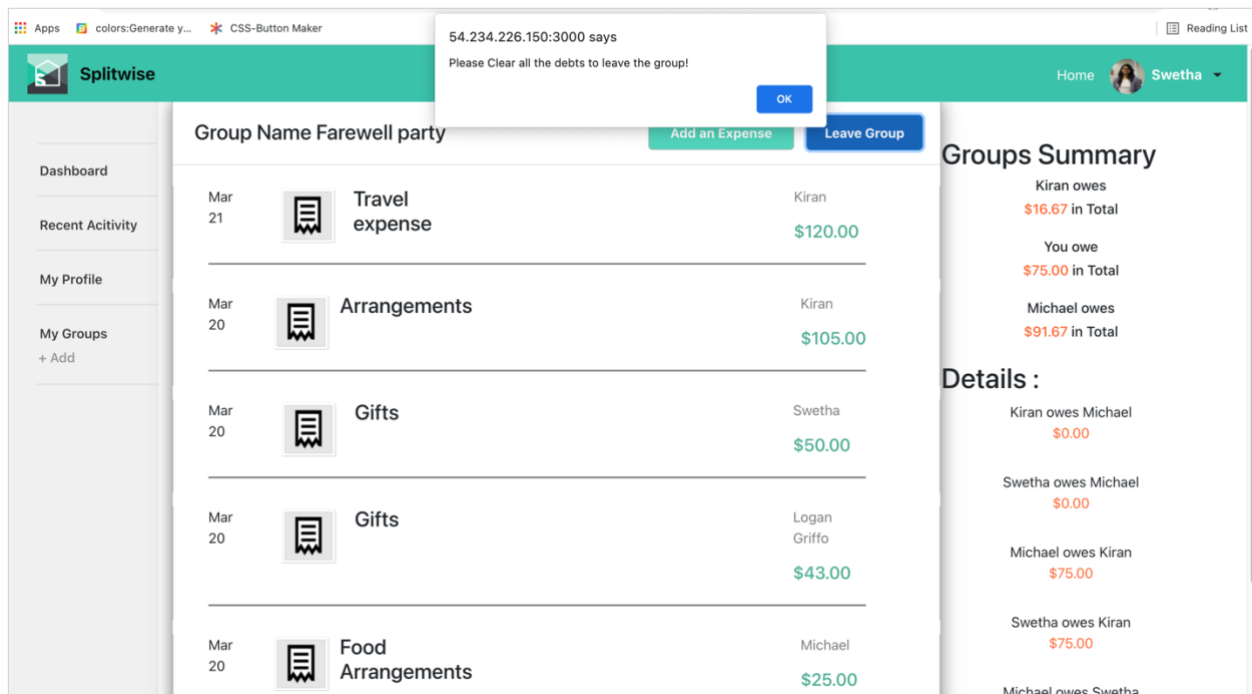 Apps
colors:Generate y...
CSS-Button Maker
Reading List
54.234.226.150:3000 says
Please Clear all the debts to leave the group!
OK
Splitwise
Home
Swetha
Dashboard
Recent Acitivity
My Profile
My Groups
+ Add
Group Name Farewell party
Add an Expense
Leave Group
Mar
21
Travel
expense
Kiran
$120.00
Mar
20
Arrangements
Kiran
$105.00
Mar
20
Gifts
Swetha
$50.00
Mar
20
Gifts
Logan
Griffo
$43.00
Mar
20
Food
Arrangements
Michael
$25.00
Groups Summary
Kiran owes
$16.67 in Total
You owe
$75.00 in Total
Michael owes
$91.67 in Total
Details :
Kiran owes Michael
$0.00
Swetha owes Michael
$0.00
Michael owes Kiran
$75.00
Swetha owes Kiran
$75.00
Michael owes Swetha